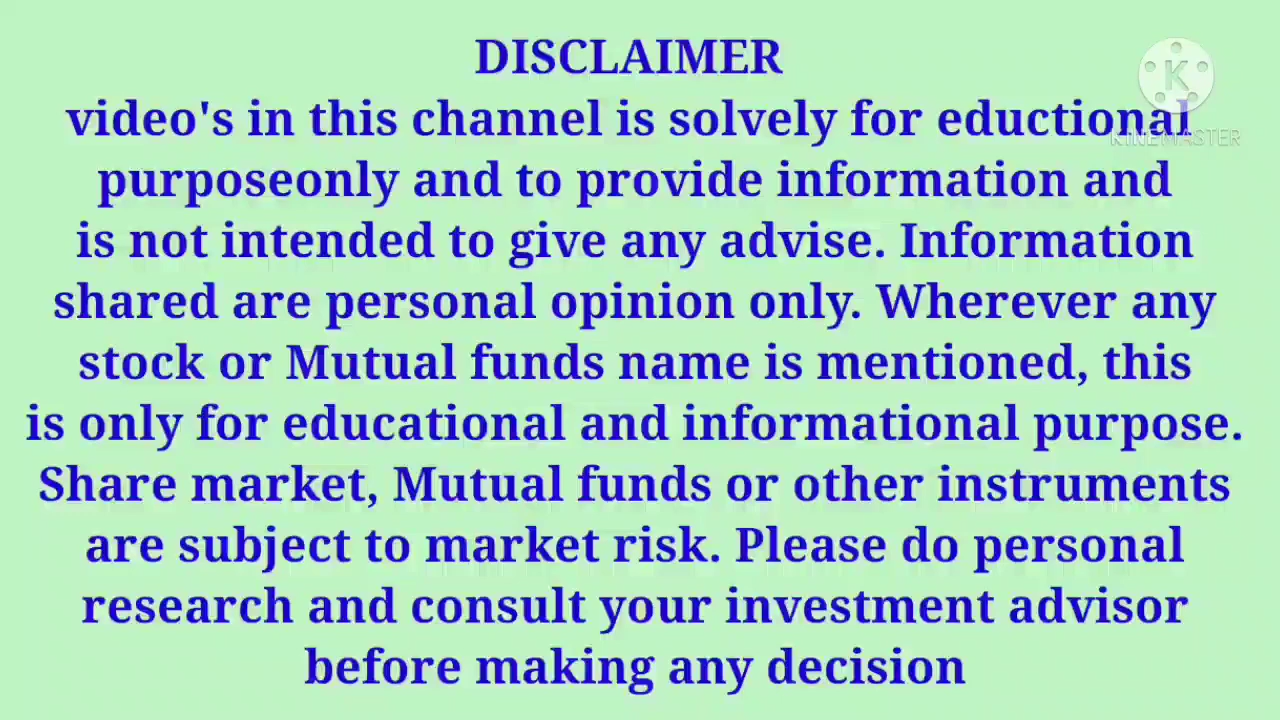 DISCLAIMER
video's in this channel is solvely for eductional
purposeonly and to provide information and
is not intended to give any advise. Information
shared are personal opinion only. Wherever any
stock or Mutual funds name is mentioned, this
is only for educational and informational purpose.
Share market, Mutual funds or other instruments
are subject to market risk. Please do personal
research and consult your investment advisor
before making any decision
K
KINEMASTER